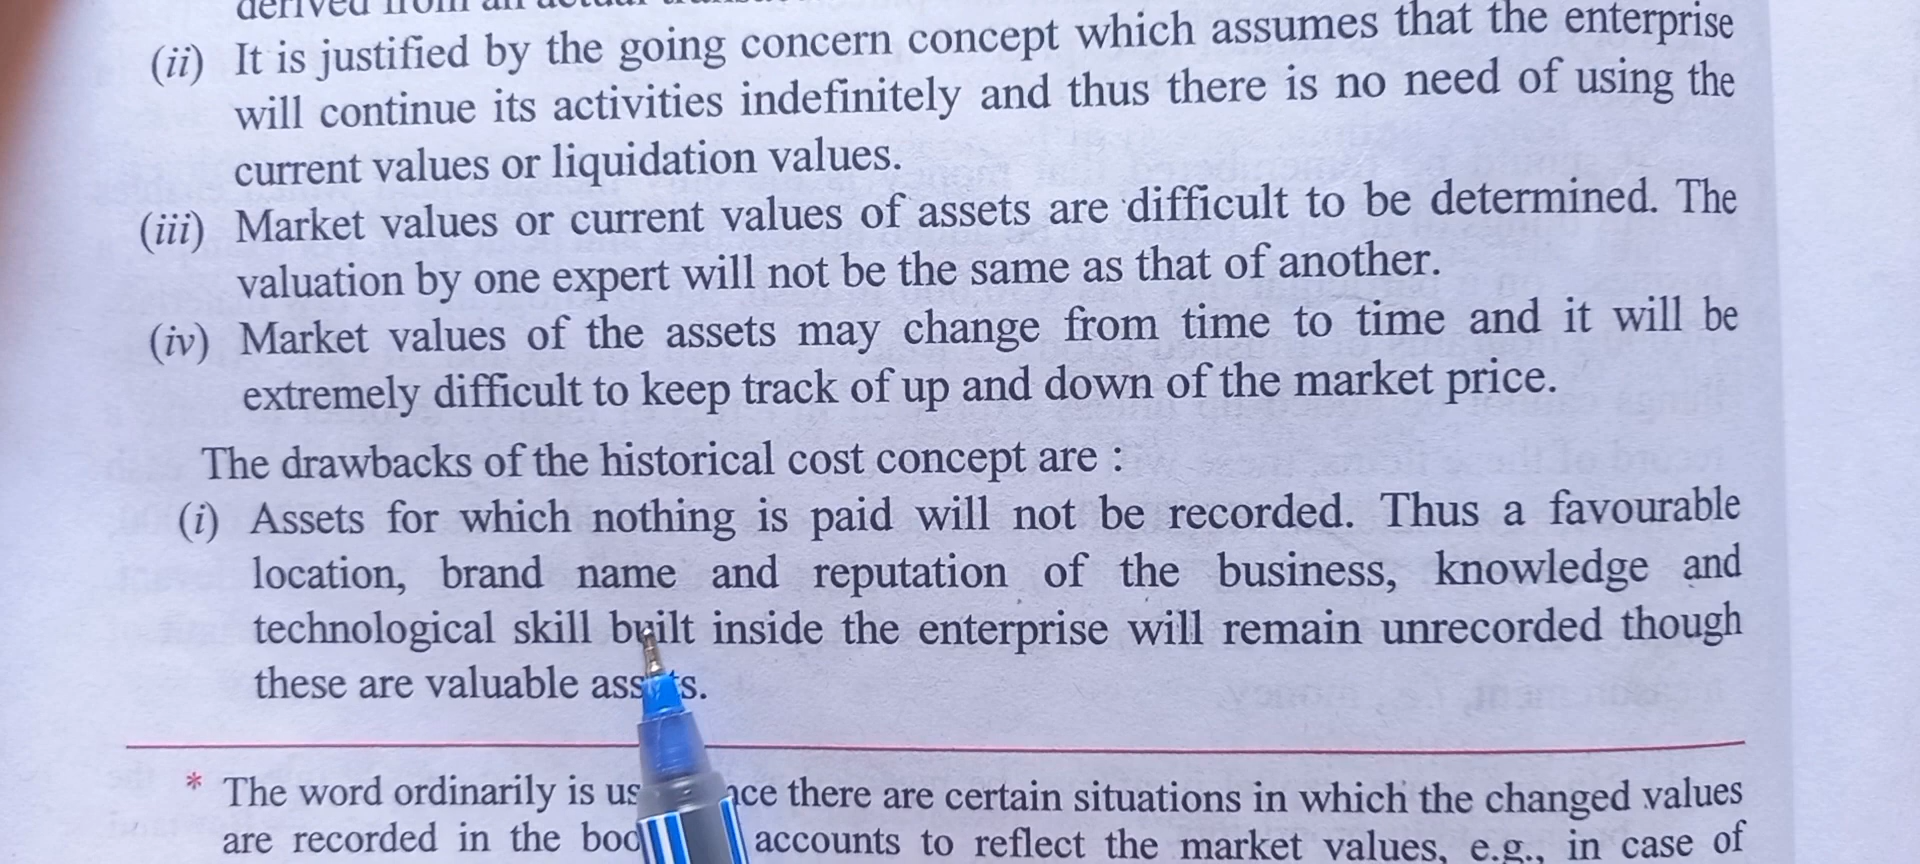 derived from an actual
(ii) It is justified by the going concern concept which assumes that the enterprise
will continue its activities indefinitely and thus there is no need of using the
current values or liquidation values.
(iii) Market values or current values of assets are difficult to be determined. The
valuation by one expert will not be the same as that of another.
(iv) Market values of the assets may change from time to time and it will be
extremely difficult to keep track of up and down of the market price.
The drawbacks of the historical cost concept are :
(i) Assets for which nothing is paid will not be recorded. Thus a favourable
location, brand name and reputation of the business, knowledge and
technological skill built inside the enterprise will remain unrecorded though
these are valuable assets.
* The word ordinarily is there are certain situations in which the changed values
are recorded in the accounts to reflect the market values, e.g., in case of